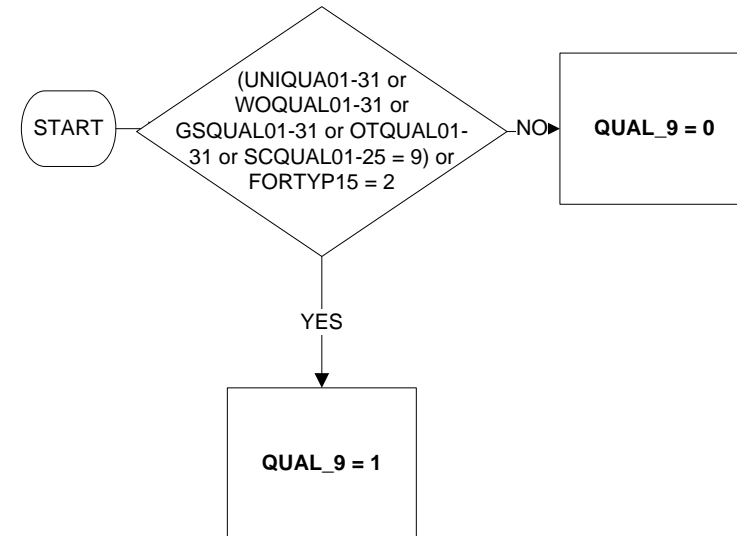 (UNIQUA01-31 or
WOQUAL01-31 or
GSQUAL01-31 or OTQUAL01-
31 or SCQUAL01-25 = 9) or
FORTYP15 = 2
START
NO
QUAL_9 = 0
YES
QUAL_9 = 1